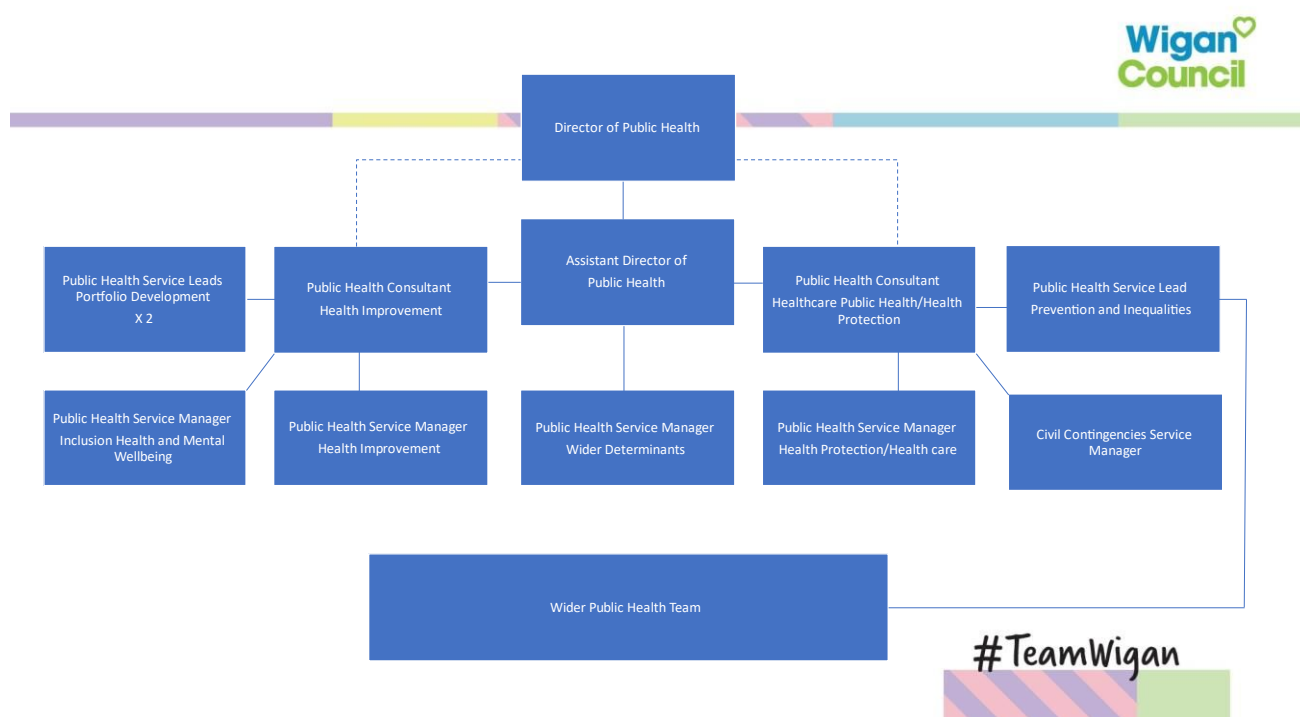 Wigan
Council
Director of Public Health
Assistant Director of
Public Health
Public Health Service Leads
Portfolio Development
X 2
Public Health Consultant
Health Improvement
Public Health Consultant
Healthcare Public Health/Health
Protection
Public Health Service Lead
Prevention and Inequalities
Public Health Service Manager
Inclusion Health and Mental
Wellbeing
Public Health Service Manager
Health Improvement
Public Health Service Manager
Wider Determinants
Public Health Service Manager
Health Protection/Health care
Civil Contingencies Service
Manager
Wider Public Health Team
#TeamWigan